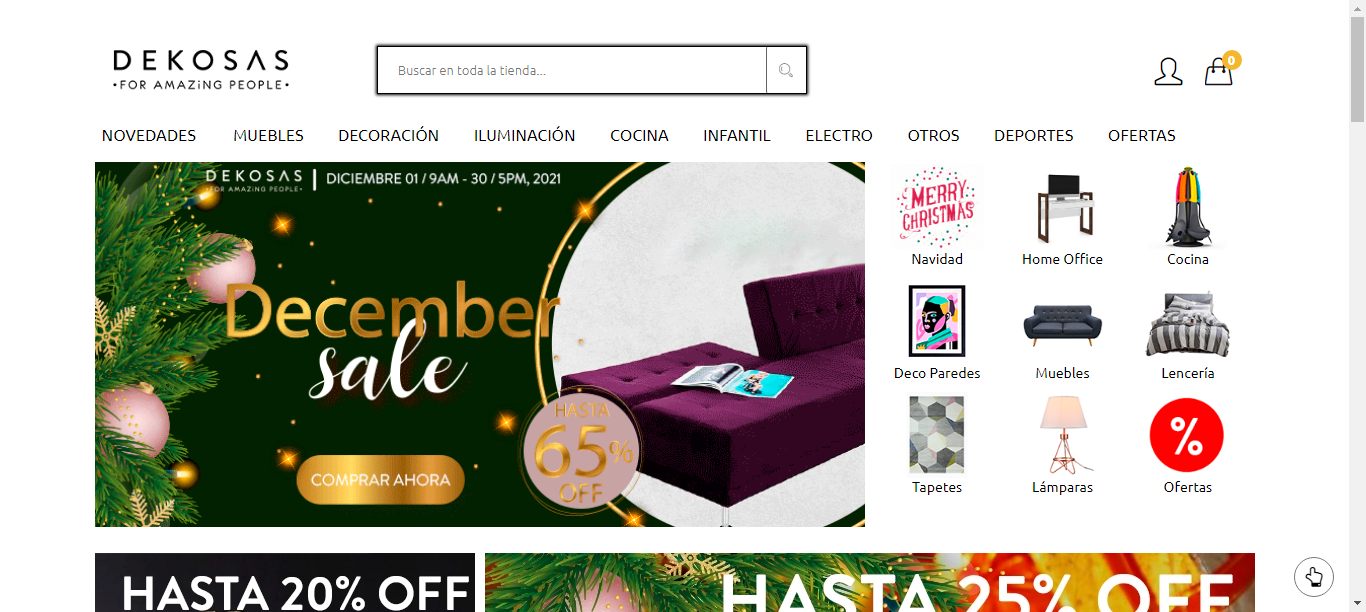 DEKOSAS
•FOR AMAZiNG PEOPLE•
Buscar en toda la tienda...
0
NOVEDADES MUEBLES DECORACIÓN ILUMINACIÓN COCINA INFANTIL ELECTRO OTROS DEPORTES OFERTAS
DEKOSAS
•FOR AMAZiNG PEOPLE•
DICIEMBRE 01 / 9AM - 30 / 5PM, 2021
December
sale
HASTA
65%
OFF
COMPRAR AHORA
MERRY
CHRISTMAS
Navidad Home Office Cocina
Deco Paredes Muebles Lencería
%
Tapetes Lámparas Ofertas
HASTA 20% OFF
HASTA 25% OFF